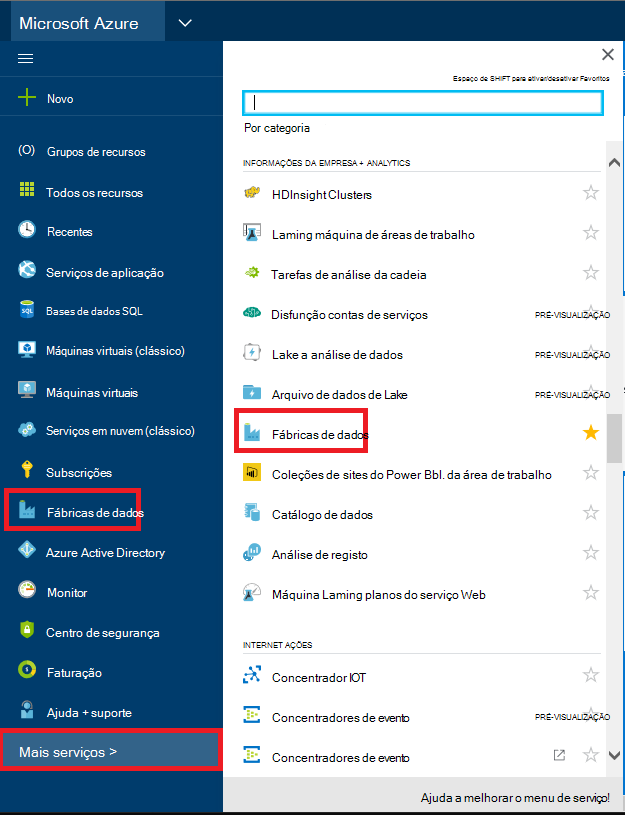 Microsoft Azure
Novo
Grupos de recursos
Todos os recursos
Recentes
Serviços de aplicação
Bases de dados SQL
Máquinas virtuais (clássico)
Máquinas virtuais
Serviços em nuvem (clássico)
Subscrições
Fábricas de dados
Azure Active Directory
Monitor
Centro de segurança
Faturação
Ajuda + suporte
Mais serviços >
Espaço de SHIFT para ativar/desativar Favoritos
Por categoria
INFORMAÇÕES DA EMPRESA + ANALYTICS
HDInsight Clusters
Laming máquina de áreas de trabalho
Tarefas de análise da cadeia
Disfunção contas de serviços PRÉ-VISUALIZAÇÃO
Lake a análise de dados PRÉ-VISUALIZAÇÃO
Arquivo de dados de Lake PRÉ-VISUALIZAÇÃO
Fábricas de dados
Coleções de sites do Power Bbl. da área de trabalho
Catálogo de dados
Análise de registo
Máquina Laming planos do serviço Web
INTERNET AÇÕES
Concentrador IOT
Concentradores de evento PRÉ-VISUALIZAÇÃO
Concentradores de evento
Ajuda a melhorar o menu de serviço!